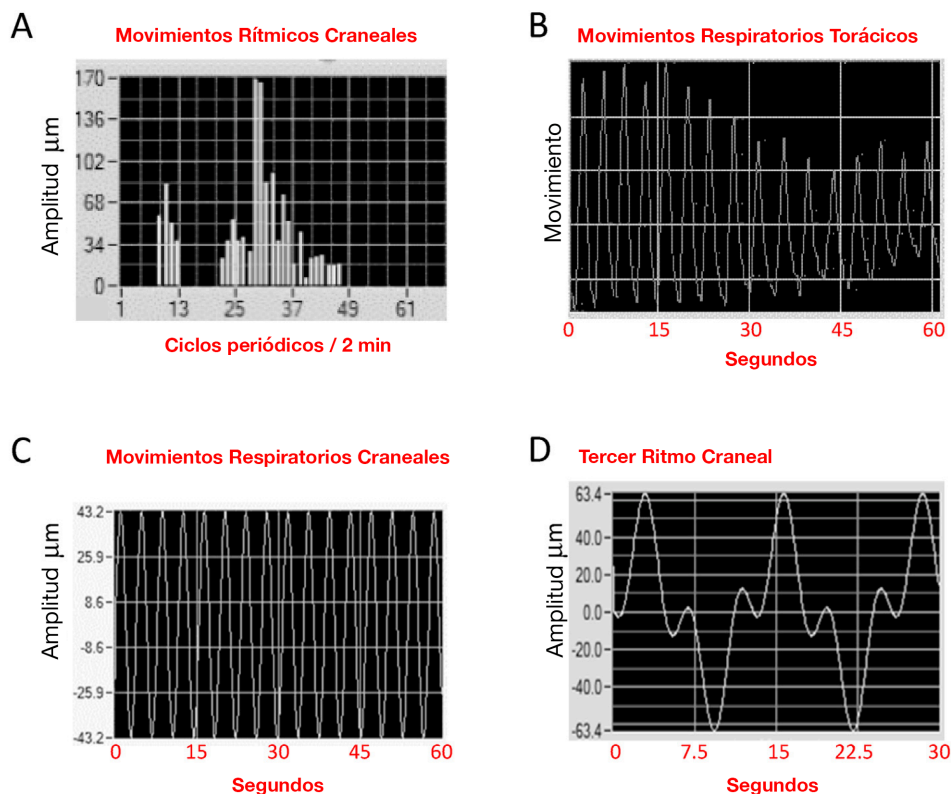 A
Movimientos Rítmicos Craneales
Amplitud μm
170
136
102
68
34
0
1 13 25 37 49 61
Ciclos periódicos / 2 min
B
Movimientos Respiratorios Torácicos
Movimiento
0 15 30 45 60
Segundos
C
Movimientos Respiratorios Craneales
Amplitud μm
43.2
25.9
8.6
-8.6
-25.9
-43.2
0 15 30 45 60
Segundos
D
Tercer Ritmo Craneal
Amplitud μm
63.4
40.0
20.0
0.0
-20.0
-40.0
-63.4
0 7.5 15 22.5 30
Segundos